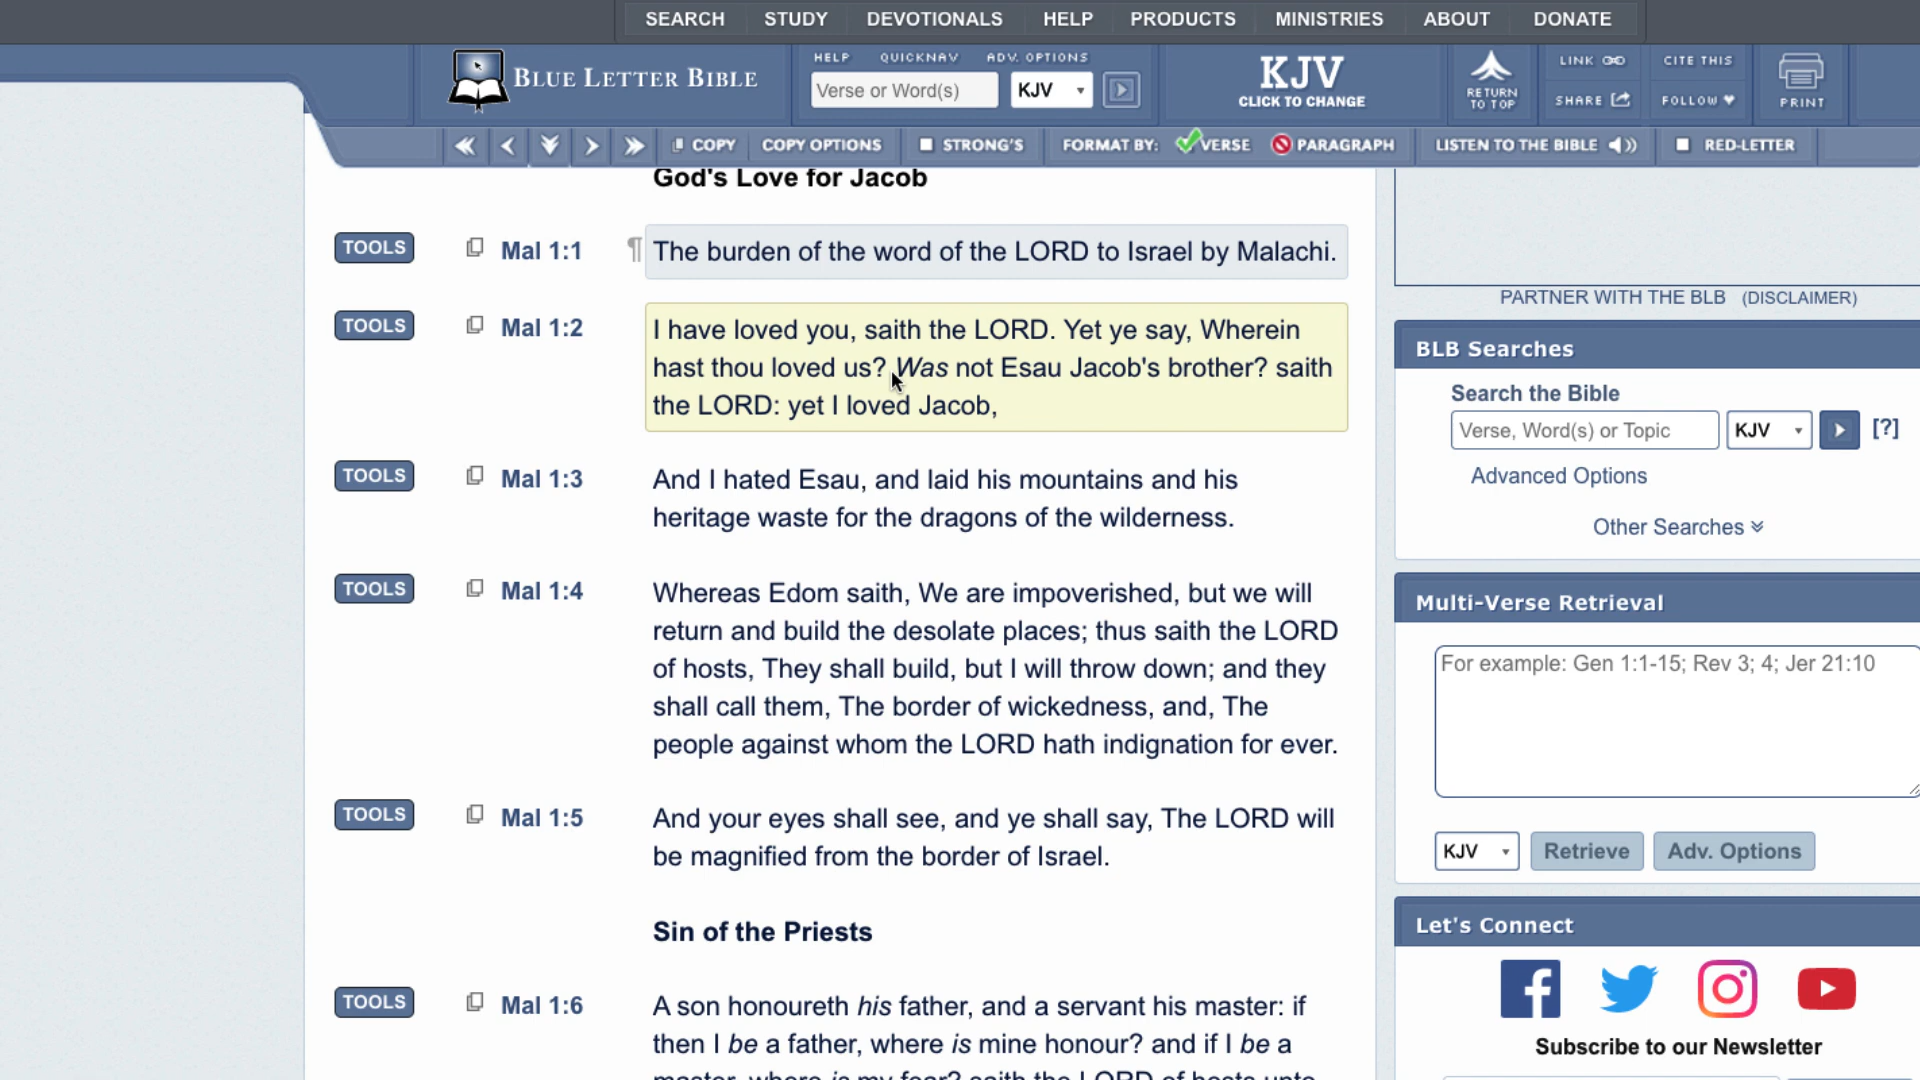 SEARCH STUDY DEVOTIONALS HELP PRODUCTS MINISTRIES ABOUT DONATE
BLUE LETTER BIBLE
HELP QUICKNAV ADV. OPTIONS
Verse or Word(s) KJV
KJV
CLICK TO CHANGE
RETURN
TO TOP
LINK
SHARE
CITE THIS
FOLLOW
PRINT
COPY COPY OPTIONS STRONG'S FORMAT BY: VERSE PARAGRAPH LISTEN TO THE BIBLE RED-LETTER
God's Love for Jacob
TOOLS Mal 1:1 ¶ The burden of the word of the LORD to Israel by Malachi.
TOOLS Mal 1:2 I have loved you, saith the LORD. Yet ye say, Wherein
hast thou loved us? Was not Esau Jacob's brother? saith
the LORD: yet I loved Jacob,
TOOLS Mal 1:3 And I hated Esau, and laid his mountains and his
heritage waste for the dragons of the wilderness.
TOOLS Mal 1:4 Whereas Edom saith, We are impoverished, but we will
return and build the desolate places; thus saith the LORD
of hosts, They shall build, but I will throw down; and they
shall call them, The border of wickedness, and, The
people against whom the LORD hath indignation for ever.
TOOLS Mal 1:5 And your eyes shall see, and ye shall say, The LORD will
be magnified from the border of Israel.
Sin of the Priests
TOOLS Mal 1:6 A son honoureth his father, and a servant his master: if
then I be a father, where is mine honour? and if I be a
master, where is my fear? saith the LORD of hosts unto
PARTNER WITH THE BLB (DISCLAIMER)
BLB Searches
Search the Bible
Verse, Word(s) or Topic KJV [?]
Advanced Options
Other Searches
Multi-Verse Retrieval
For example: Gen 1:1-15; Rev 3; 4; Jer 21:10
KJV Retrieve Adv. Options
Let's Connect
Subscribe to our Newsletter